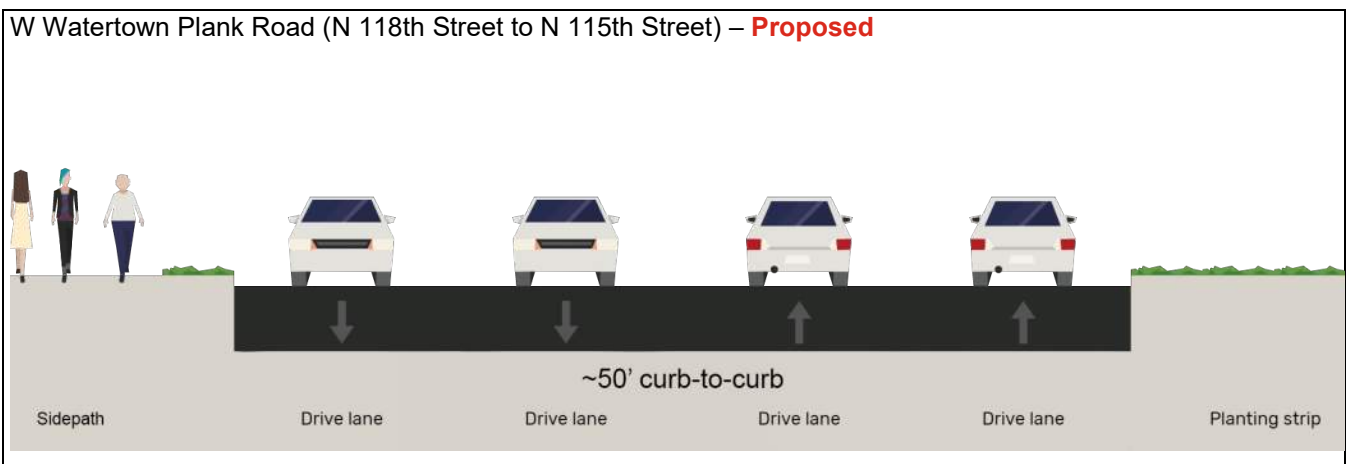 W Watertown Plank Road (N 118th Street to N 115th Street) – Proposed
~50’ curb-to-curb
Sidepath Drive lane Drive lane Drive lane Drive lane Planting strip